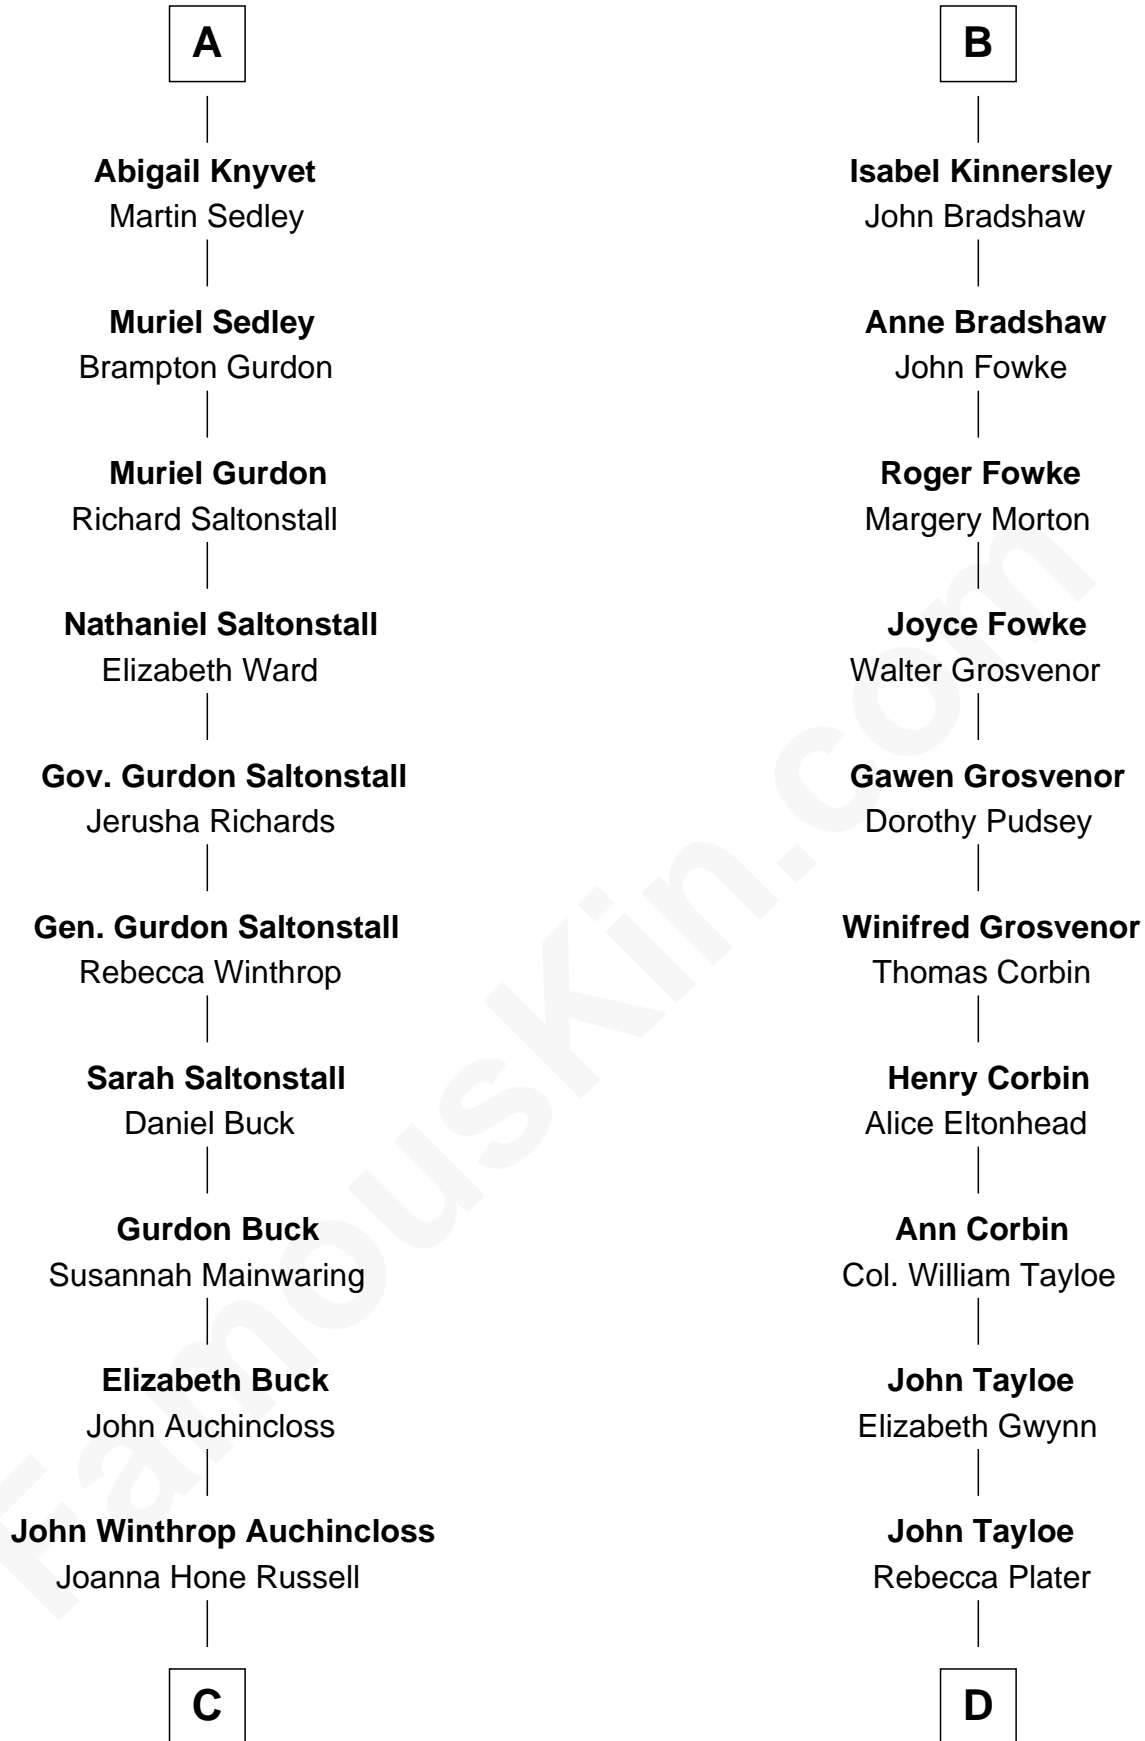 A
Abigail Knyvet
Martin Sedley
Muriel Sedley
Brampton Gurdon
Muriel Gurdon
Richard Saltonstall
Nathaniel Saltonstall
Elizabeth Ward
Gov. Gurdon Saltonstall
Jerusha Richards
Gen. Gurdon Saltonstall
Rebecca Winthrop
Sarah Saltonstall
Daniel Buck
Gurdon Buck
Susannah Mainwaring
Elizabeth Buck
John Auchincloss
John Winthrop Auchincloss
Joanna Hone Russell
C
B
Isabel Kinnersley
John Bradshaw
Anne Bradshaw
John Fowke
Roger Fowke
Margery Morton
Joyce Fowke
Walter Grosvenor
Gawen Grosvenor
Dorothy Pudsey
Winifred Grosvenor
Thomas Corbin
Henry Corbin
Alice Eltonhead
Ann Corbin
Col. William Tayloe
John Tayloe
Elizabeth Gwynn
John Tayloe
Rebecca Plater
D
FamousKin.com